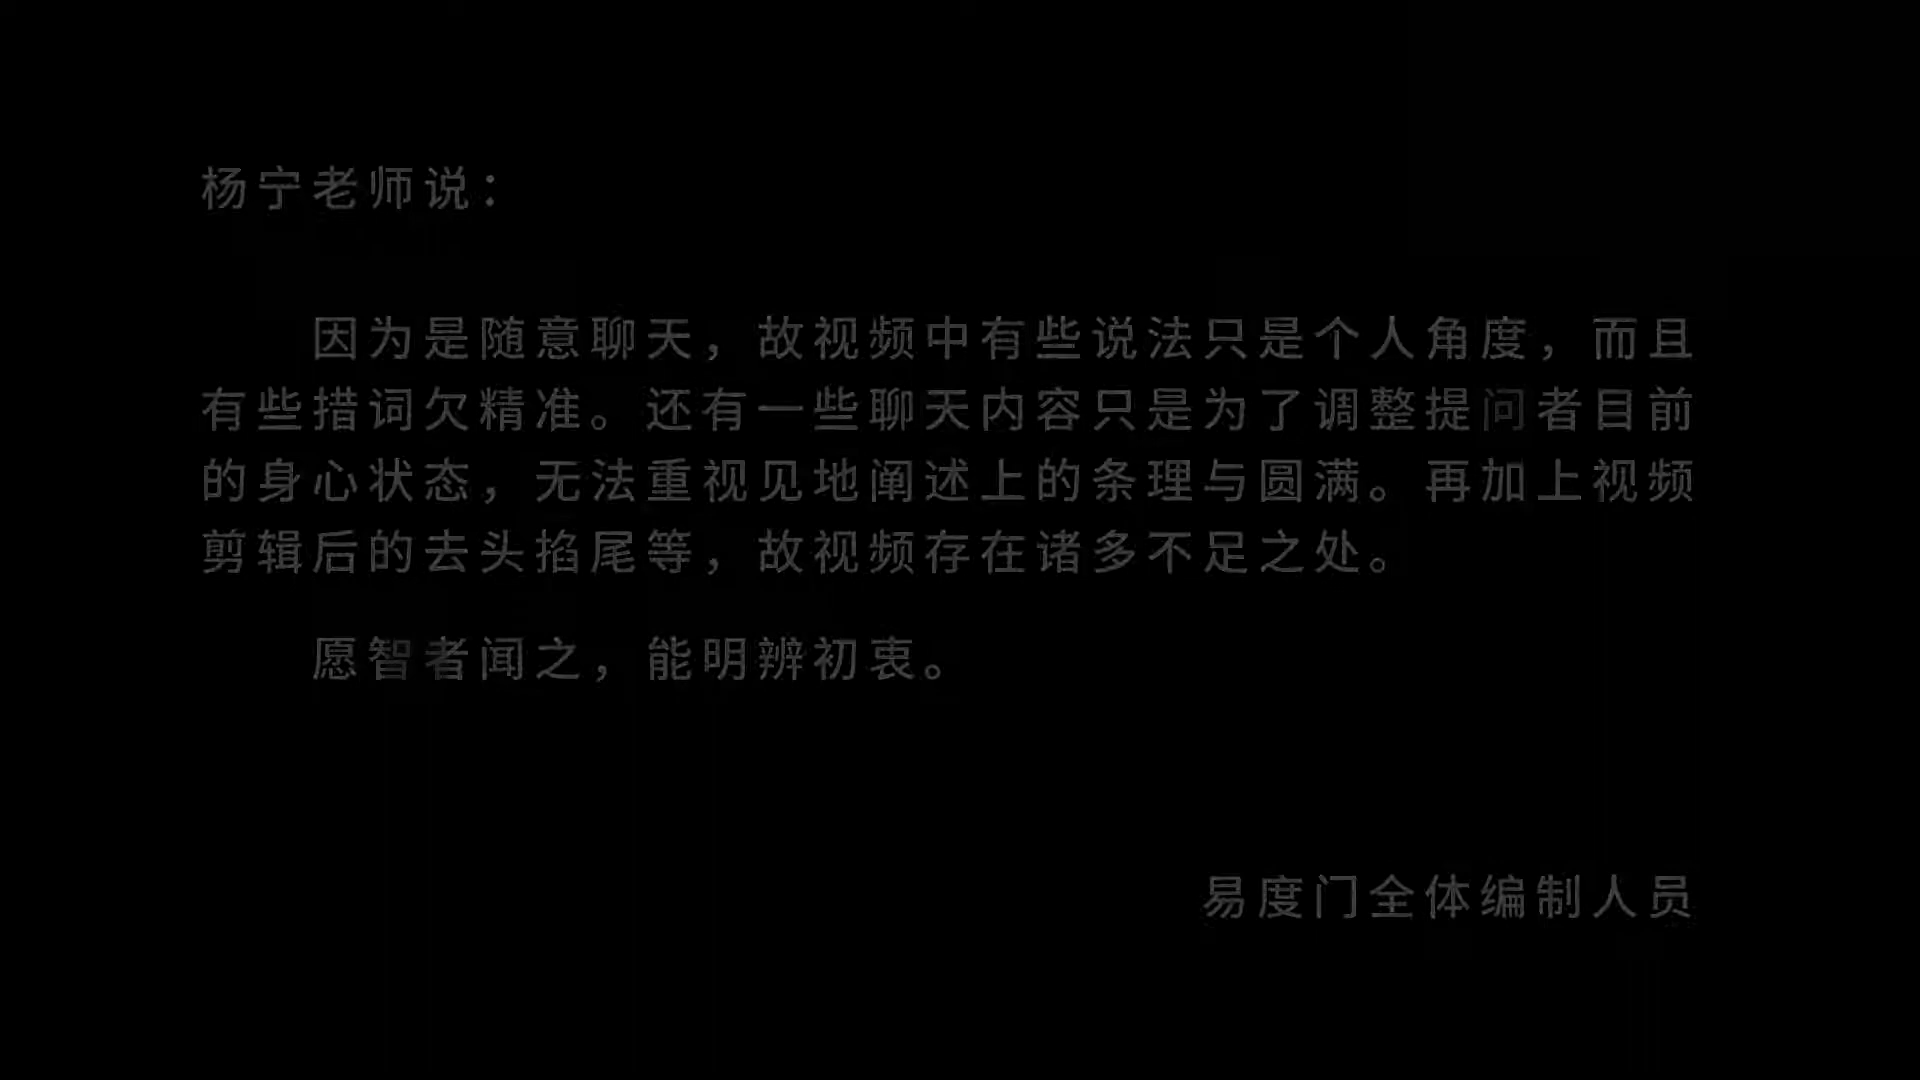 杨宁老师说：
因为是随意聊天，故视频中有些说法只是个人角度，而且
有些措词欠精准。还有一些聊天内容只是为了调整提问者目前
的身心状态，无法重视见地阐述上的条理与圆满。再加上视频
剪辑后的去头掐尾等，故视频存在诸多不足之处。
愿智者闻之，能明辨初衷。
易度门全体编制人员